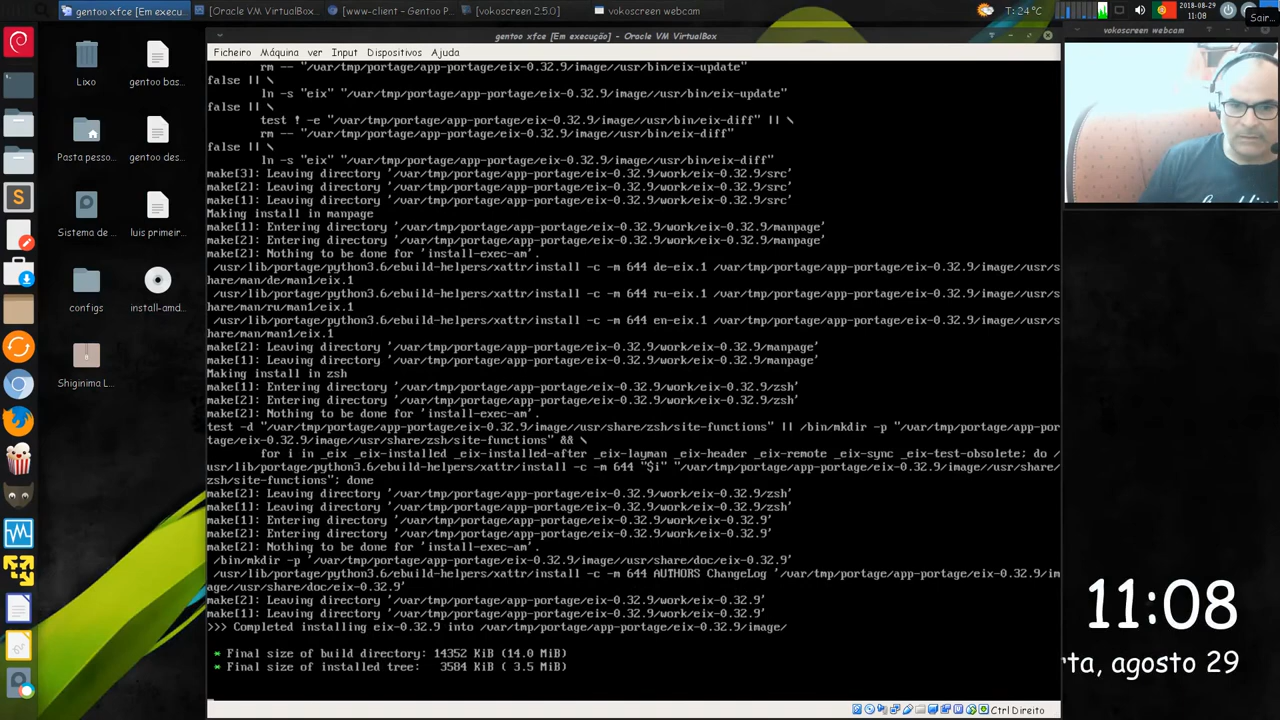 gentoo xfce [Em execu...
[Oracle VM VirtualBox]
[www-client - Gentoo P...
[vokoscreen 2.5.0]
vokoscreen webcam
T: 24°C
2018-08-29
11:08
Sair...
gentoo xfce [Em execução] - Oracle VM VirtualBox
vokoscreen webcam
Ficheiro Máquina ver Input Dispositivos Ajuda
Lixo
gentoo bas...
Pasta pesso...
gentoo des...
Sistema de ...
luis primeir...
configs
install-amd...
Shiginima L...
rm -- "/var/tmp/portage/app-portage/eix-0.32.9/image//usr/bin/eix-update"
false || \
ln -s "eix" "/var/tmp/portage/app-portage/eix-0.32.9/image//usr/bin/eix-update"
false || \
test ! -e "/var/tmp/portage/app-portage/eix-0.32.9/image//usr/bin/eix-diff" || \
rm -- "/var/tmp/portage/app-portage/eix-0.32.9/image//usr/bin/eix-diff"
false || \
ln -s "eix" "/var/tmp/portage/app-portage/eix-0.32.9/image//usr/bin/eix-diff"
make[3]: Leaving directory '/var/tmp/portage/app-portage/eix-0.32.9/work/eix-0.32.9/src'
make[2]: Leaving directory '/var/tmp/portage/app-portage/eix-0.32.9/work/eix-0.32.9/src'
make[1]: Leaving directory '/var/tmp/portage/app-portage/eix-0.32.9/work/eix-0.32.9/src'
Making install in manpage
make[1]: Entering directory '/var/tmp/portage/app-portage/eix-0.32.9/work/eix-0.32.9/manpage'
make[2]: Entering directory '/var/tmp/portage/app-portage/eix-0.32.9/work/eix-0.32.9/manpage'
make[2]: Nothing to be done for 'install-exec-am'.
/usr/lib/portage/python3.6/ebuild-helpers/xattr/install -c -m 644 de-eix.1 /var/tmp/portage/app-portage/eix-0.32.9/image//usr/s
hare/man/de/man1/eix.1
/usr/lib/portage/python3.6/ebuild-helpers/xattr/install -c -m 644 ru-eix.1 /var/tmp/portage/app-portage/eix-0.32.9/image//usr/s
hare/man/ru/man1/eix.1
/usr/lib/portage/python3.6/ebuild-helpers/xattr/install -c -m 644 en-eix.1 /var/tmp/portage/app-portage/eix-0.32.9/image//usr/s
hare/man/man1/eix.1
make[2]: Leaving directory '/var/tmp/portage/app-portage/eix-0.32.9/work/eix-0.32.9/manpage'
make[1]: Leaving directory '/var/tmp/portage/app-portage/eix-0.32.9/work/eix-0.32.9/manpage'
Making install in zsh
make[1]: Entering directory '/var/tmp/portage/app-portage/eix-0.32.9/work/eix-0.32.9/zsh'
make[2]: Entering directory '/var/tmp/portage/app-portage/eix-0.32.9/work/eix-0.32.9/zsh'
make[2]: Nothing to be done for 'install-exec-am'.
test -d "/var/tmp/portage/app-portage/eix-0.32.9/image//usr/share/zsh/site-functions" || /bin/mkdir -p "/var/tmp/portage/app-por
tage/eix-0.32.9/image//usr/share/zsh/site-functions" && \
for i in _eix _eix-installed _eix-installed-after _eix-layman _eix-header _eix-remote _eix-sync _eix-test-obsolete; do /
usr/lib/portage/python3.6/ebuild-helpers/xattr/install -c -m 644 "$i" "/var/tmp/portage/app-portage/eix-0.32.9/image//usr/share/
zsh/site-functions"; done
make[2]: Leaving directory '/var/tmp/portage/app-portage/eix-0.32.9/work/eix-0.32.9/zsh'
make[1]: Leaving directory '/var/tmp/portage/app-portage/eix-0.32.9/work/eix-0.32.9/zsh'
make[1]: Entering directory '/var/tmp/portage/app-portage/eix-0.32.9/work/eix-0.32.9'
make[2]: Entering directory '/var/tmp/portage/app-portage/eix-0.32.9/work/eix-0.32.9'
make[2]: Nothing to be done for 'install-exec-am'.
/bin/mkdir -p '/var/tmp/portage/app-portage/eix-0.32.9/image//usr/share/doc/eix-0.32.9'
/usr/lib/portage/python3.6/ebuild-helpers/xattr/install -c -m 644 AUTHORS ChangeLog '/var/tmp/portage/app-portage/eix-0.32.9/im
age//usr/share/doc/eix-0.32.9'
make[2]: Leaving directory '/var/tmp/portage/app-portage/eix-0.32.9/work/eix-0.32.9'
make[1]: Leaving directory '/var/tmp/portage/app-portage/eix-0.32.9/work/eix-0.32.9'
>>> Completed installing eix-0.32.9 into /var/tmp/portage/app-portage/eix-0.32.9/image/
* Final size of build directory: 14352 KiB (14.0 MiB)
* Final size of installed tree: 3584 KiB ( 3.5 MiB)
Ctrl Direito
11:08
rta, agosto 29